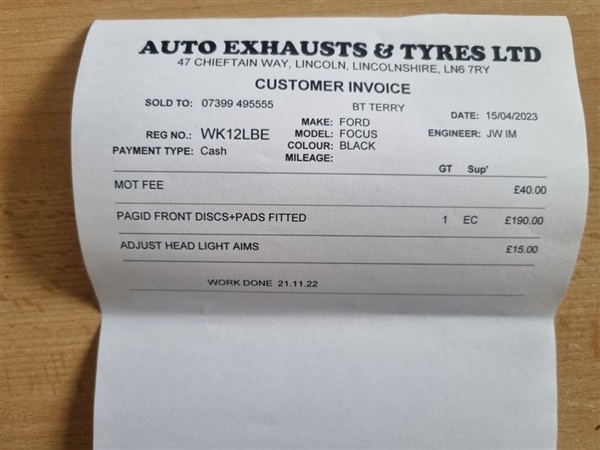 AUTO EXHAUSTS & TYRES LTD
47 CHIEFTAIN WAY, LINCOLN, LINCOLNSHIRE, LN6 7RY
CUSTOMER INVOICE
SOLD TO: 07399 495555 BT TERRY
DATE: 15/04/2023
MAKE: FORD
REG NO.: WK12LBE MODEL: FOCUS ENGINEER: JW IM
PAYMENT TYPE: Cash COLOUR: BLACK
MILEAGE:
GT Sup'
MOT FEE £40.00
PAGID FRONT DISCS+PADS FITTED 1 EC £190.00
ADJUST HEAD LIGHT AIMS £15.00
WORK DONE 21.11.22